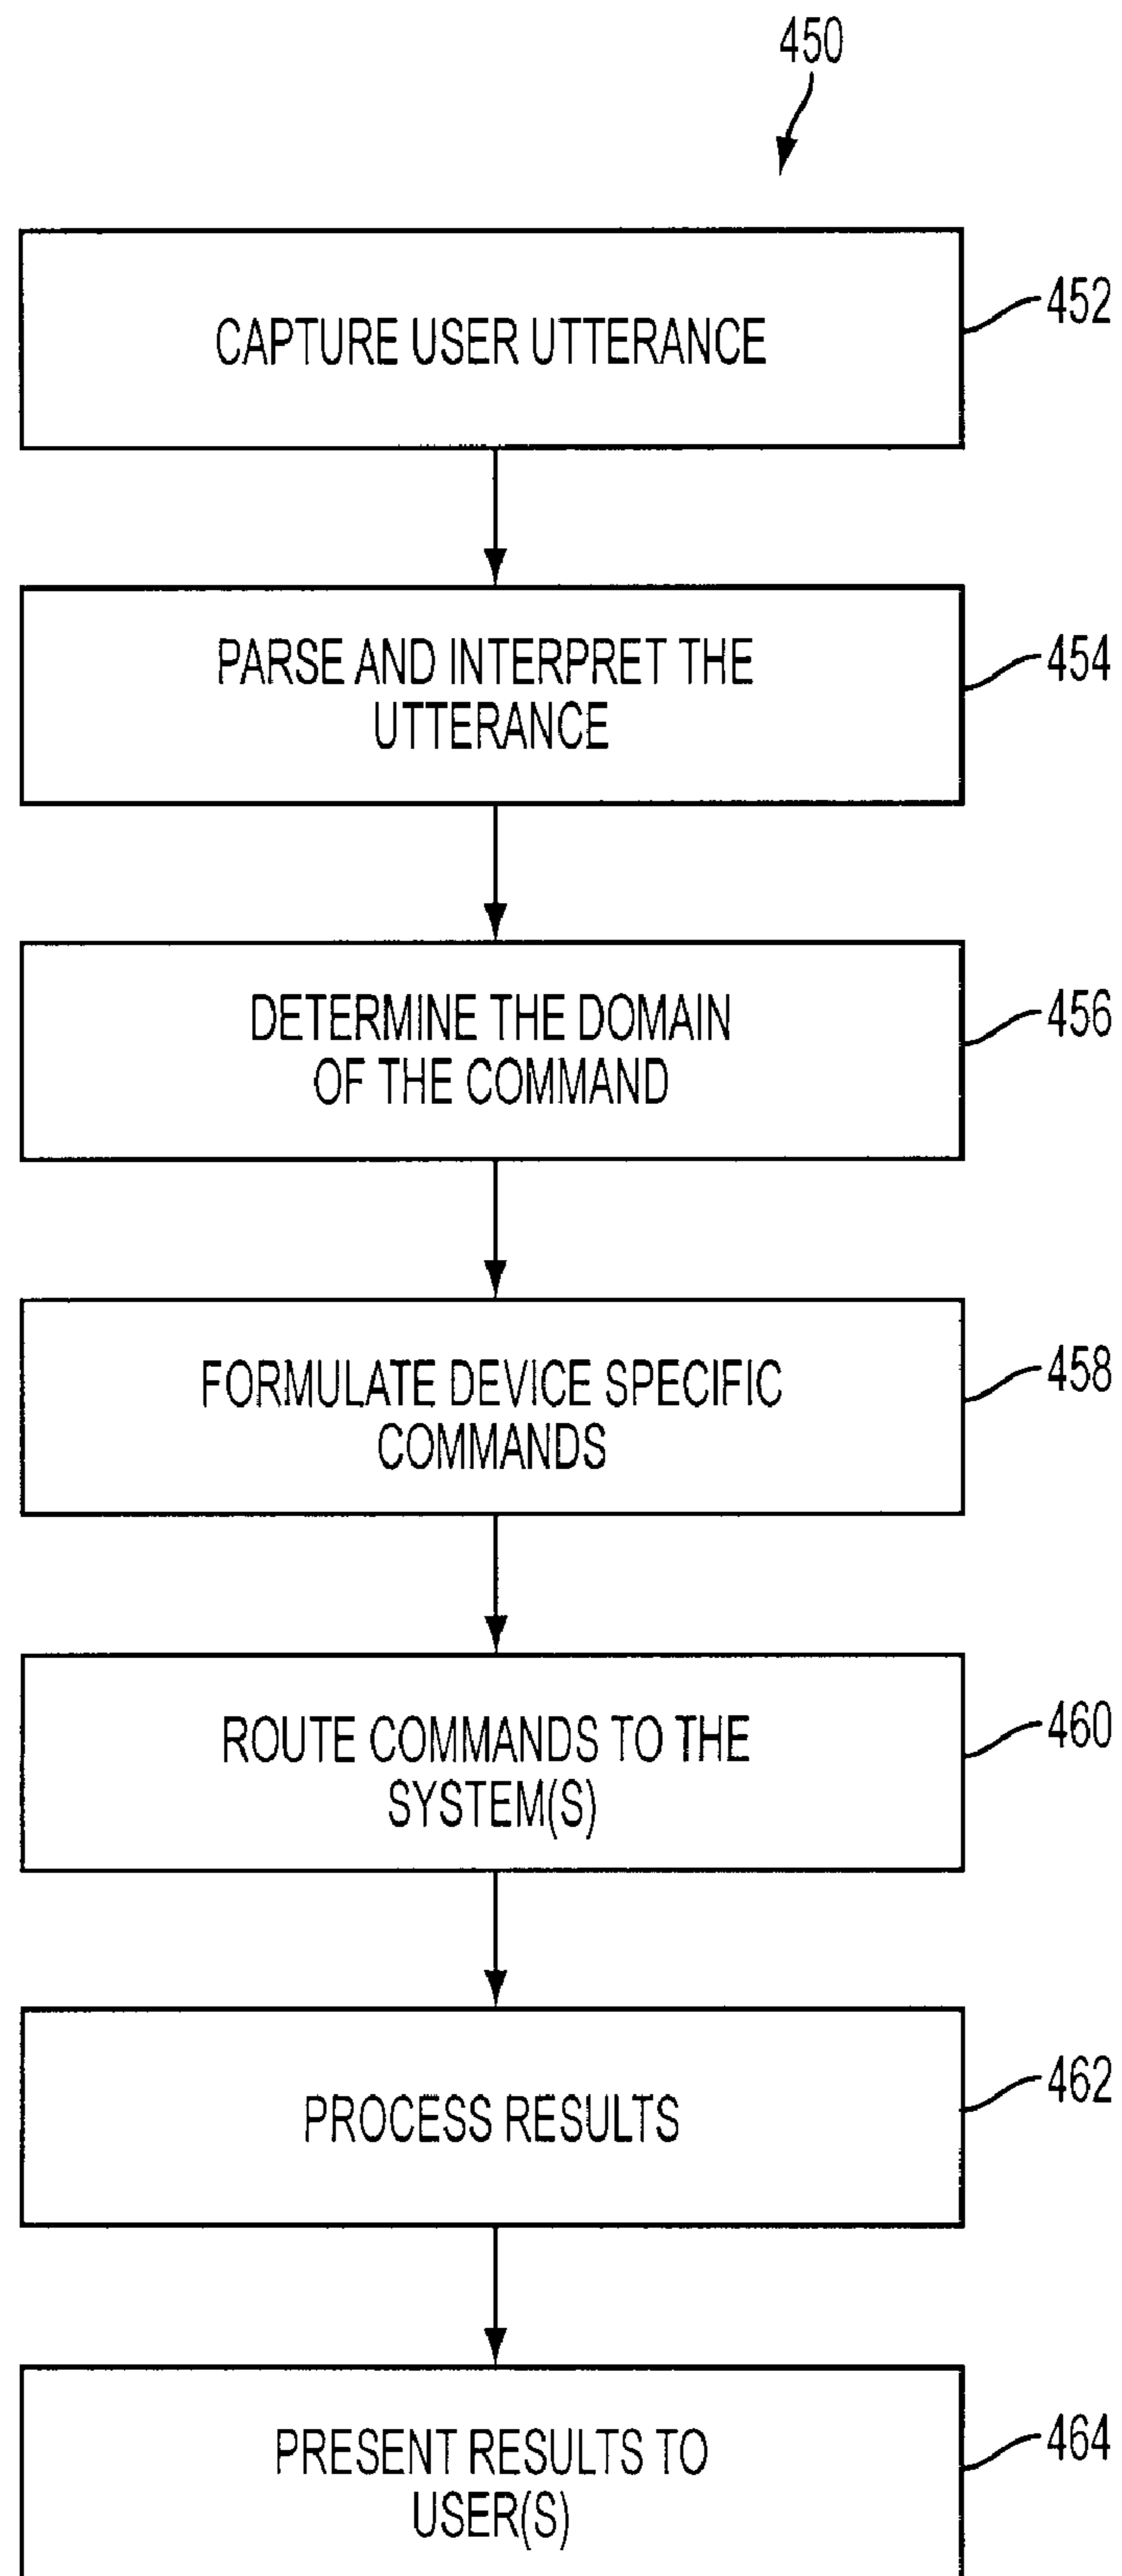 450
CAPTURE USER UTTERANCE
452
PARSE AND INTERPRET THE
UTTERANCE
454
DETERMINE THE DOMAIN
OF THE COMMAND
456
FORMULATE DEVICE SPECIFIC
COMMANDS
458
ROUTE COMMANDS TO THE
SYSTEM(S)
460
PROCESS RESULTS
462
PRESENT RESULTS TO
USER(S)
464